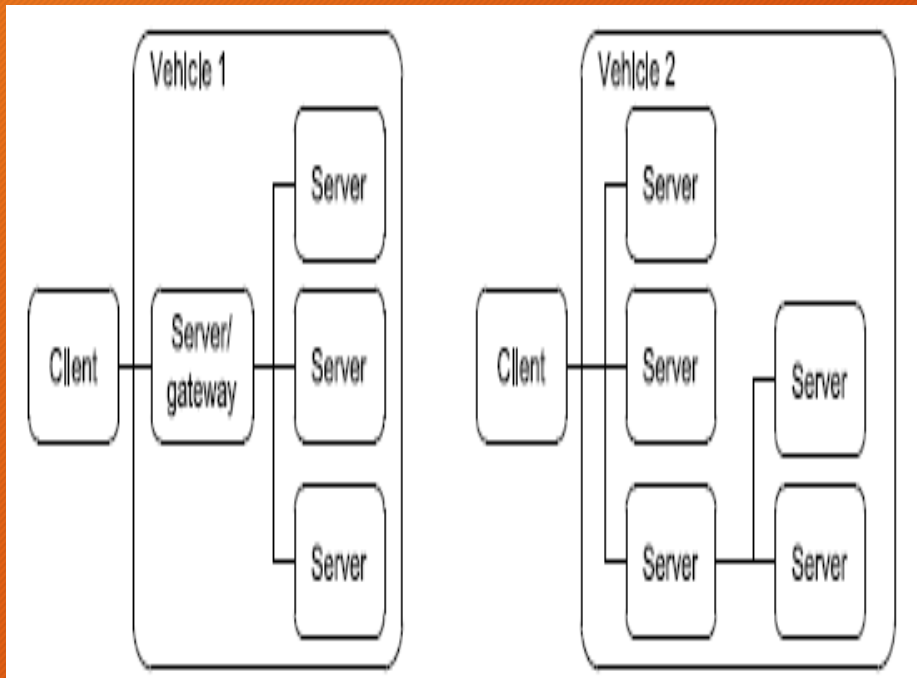 Vehicle 1
Server
Client
Server/
gateway
Server
Server
Vehicle 2
Server
Client
Server
Server
Server
Server